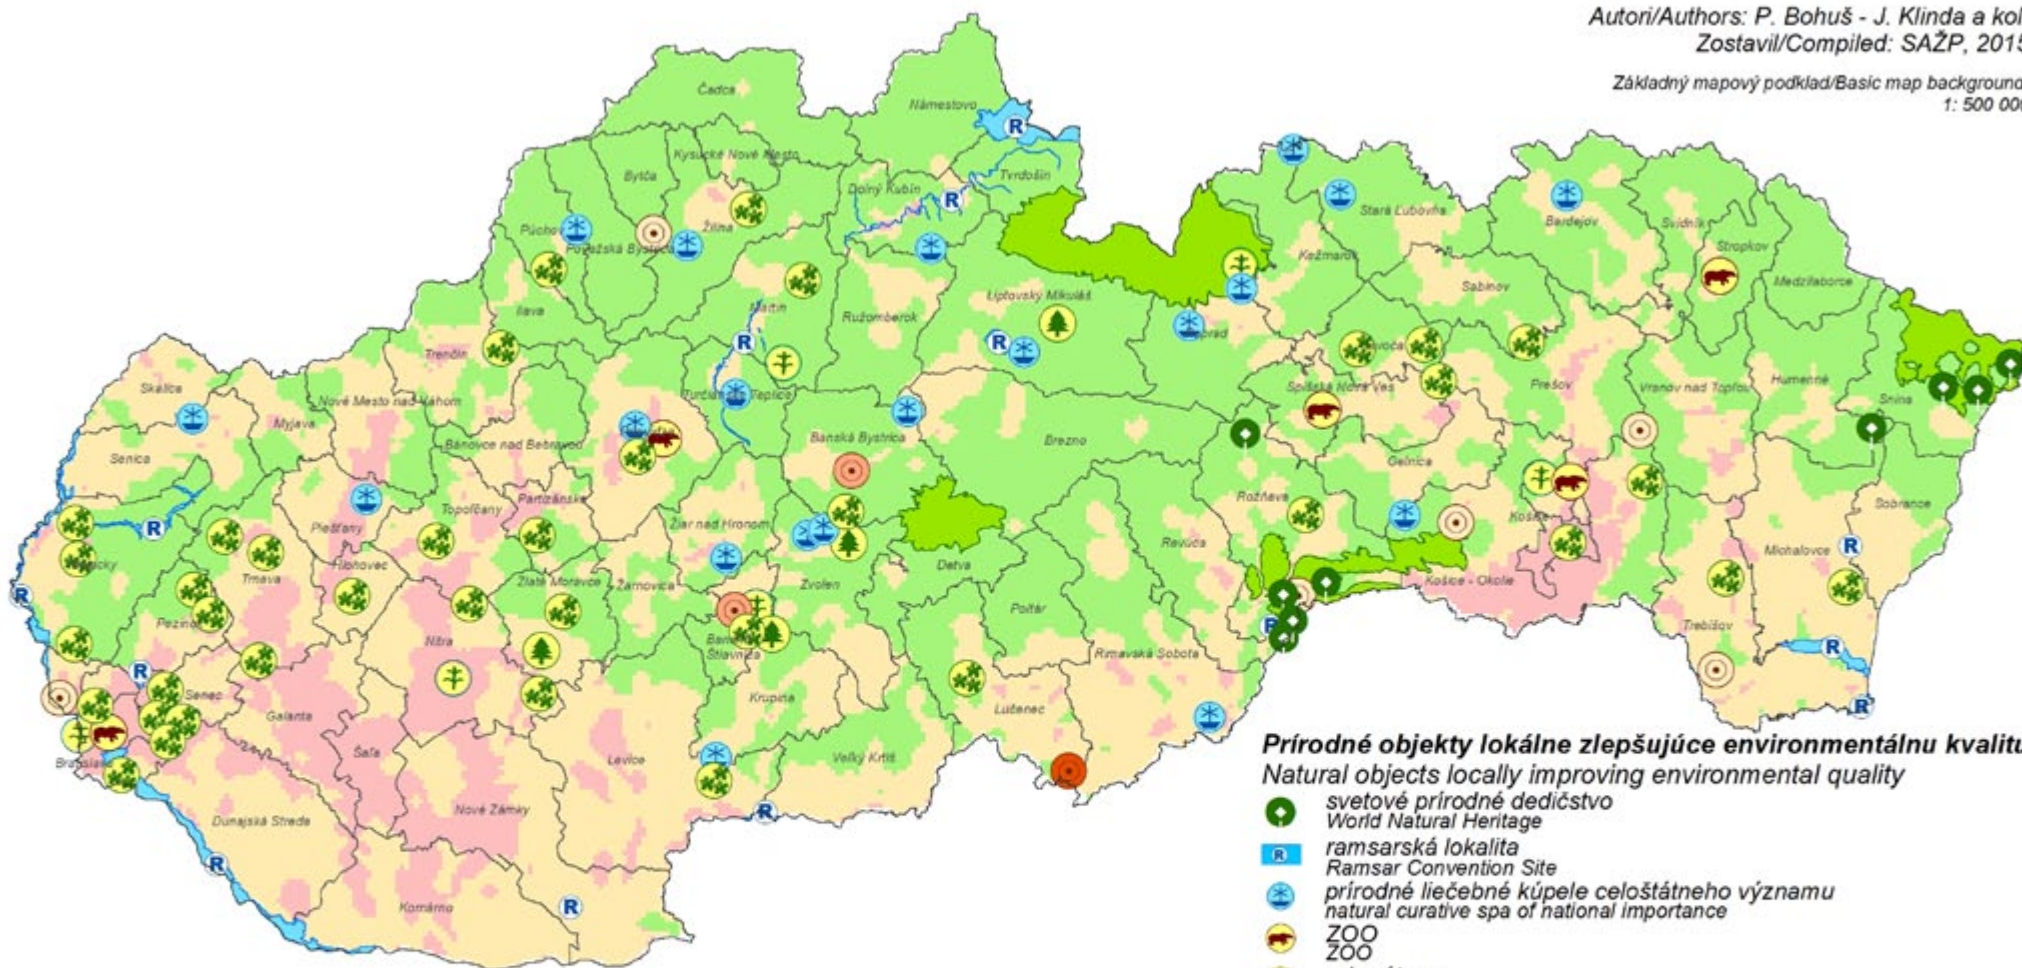 Autori/Authors: P. Bohuš - J. Klinda a kol.
Zostavil/Compiled: SAŽP, 2015
Základný mapový podklad/Basic map background
1: 500 000
Čadca
Námestovo
Kysucké Nové Mesto
Bytča
Dolný Kubín
Tvrdošín
Žilina
Púchov
Považská Bystrica
Stará Ľubovňa
Bardejov
Svidník
Stropkov
Kežmarok
Medzilaborce
Sabinov
Liptovský Mikuláš
Ilava
Martin
Ružomberok
Trenčín
Skalica
Nové Mesto nad Váhom
Turčianske Teplice
Spišská Nová Ves
Prešov
Vranov nad Topľou
Humenné
Snina
Myjava
Bánovce nad Bebravou
Banská Bystrica
Brezno
Senica
Gelnica
Partizánske
Topoľčany
Rožňava
Sobrance
Piešťany
Žiar nad Hronom
Košice
Revúca
Michalovce
Hlohovec
Trnava
Zlaté Moravce
Žarnovica
Zvolen
Detva
Košice - Okolie
Poltár
Pezinok
Nitra
Banská
Štiavnica
Trebišov
Rimavská Sobota
Senec
Krupina
Galanta
Lučenec
Šaľa
Levice
Veľký Krtíš
Bratislava
Nové Zámky
Dunajská Streda
Komárno
R
R
R
R
R
R
R
R
R
R
R
R
R
R
Prírodné objekty lokálne zlepšujúce environmentálnu kvalitu
Natural objects locally improving environmental quality
svetové prírodné dedičstvo
World Natural Heritage
R ramsarská lokalita
Ramsar Convention Site
prírodné liečebné kúpele celoštátneho významu
natural curative spa of national importance
ZOO
ZOO